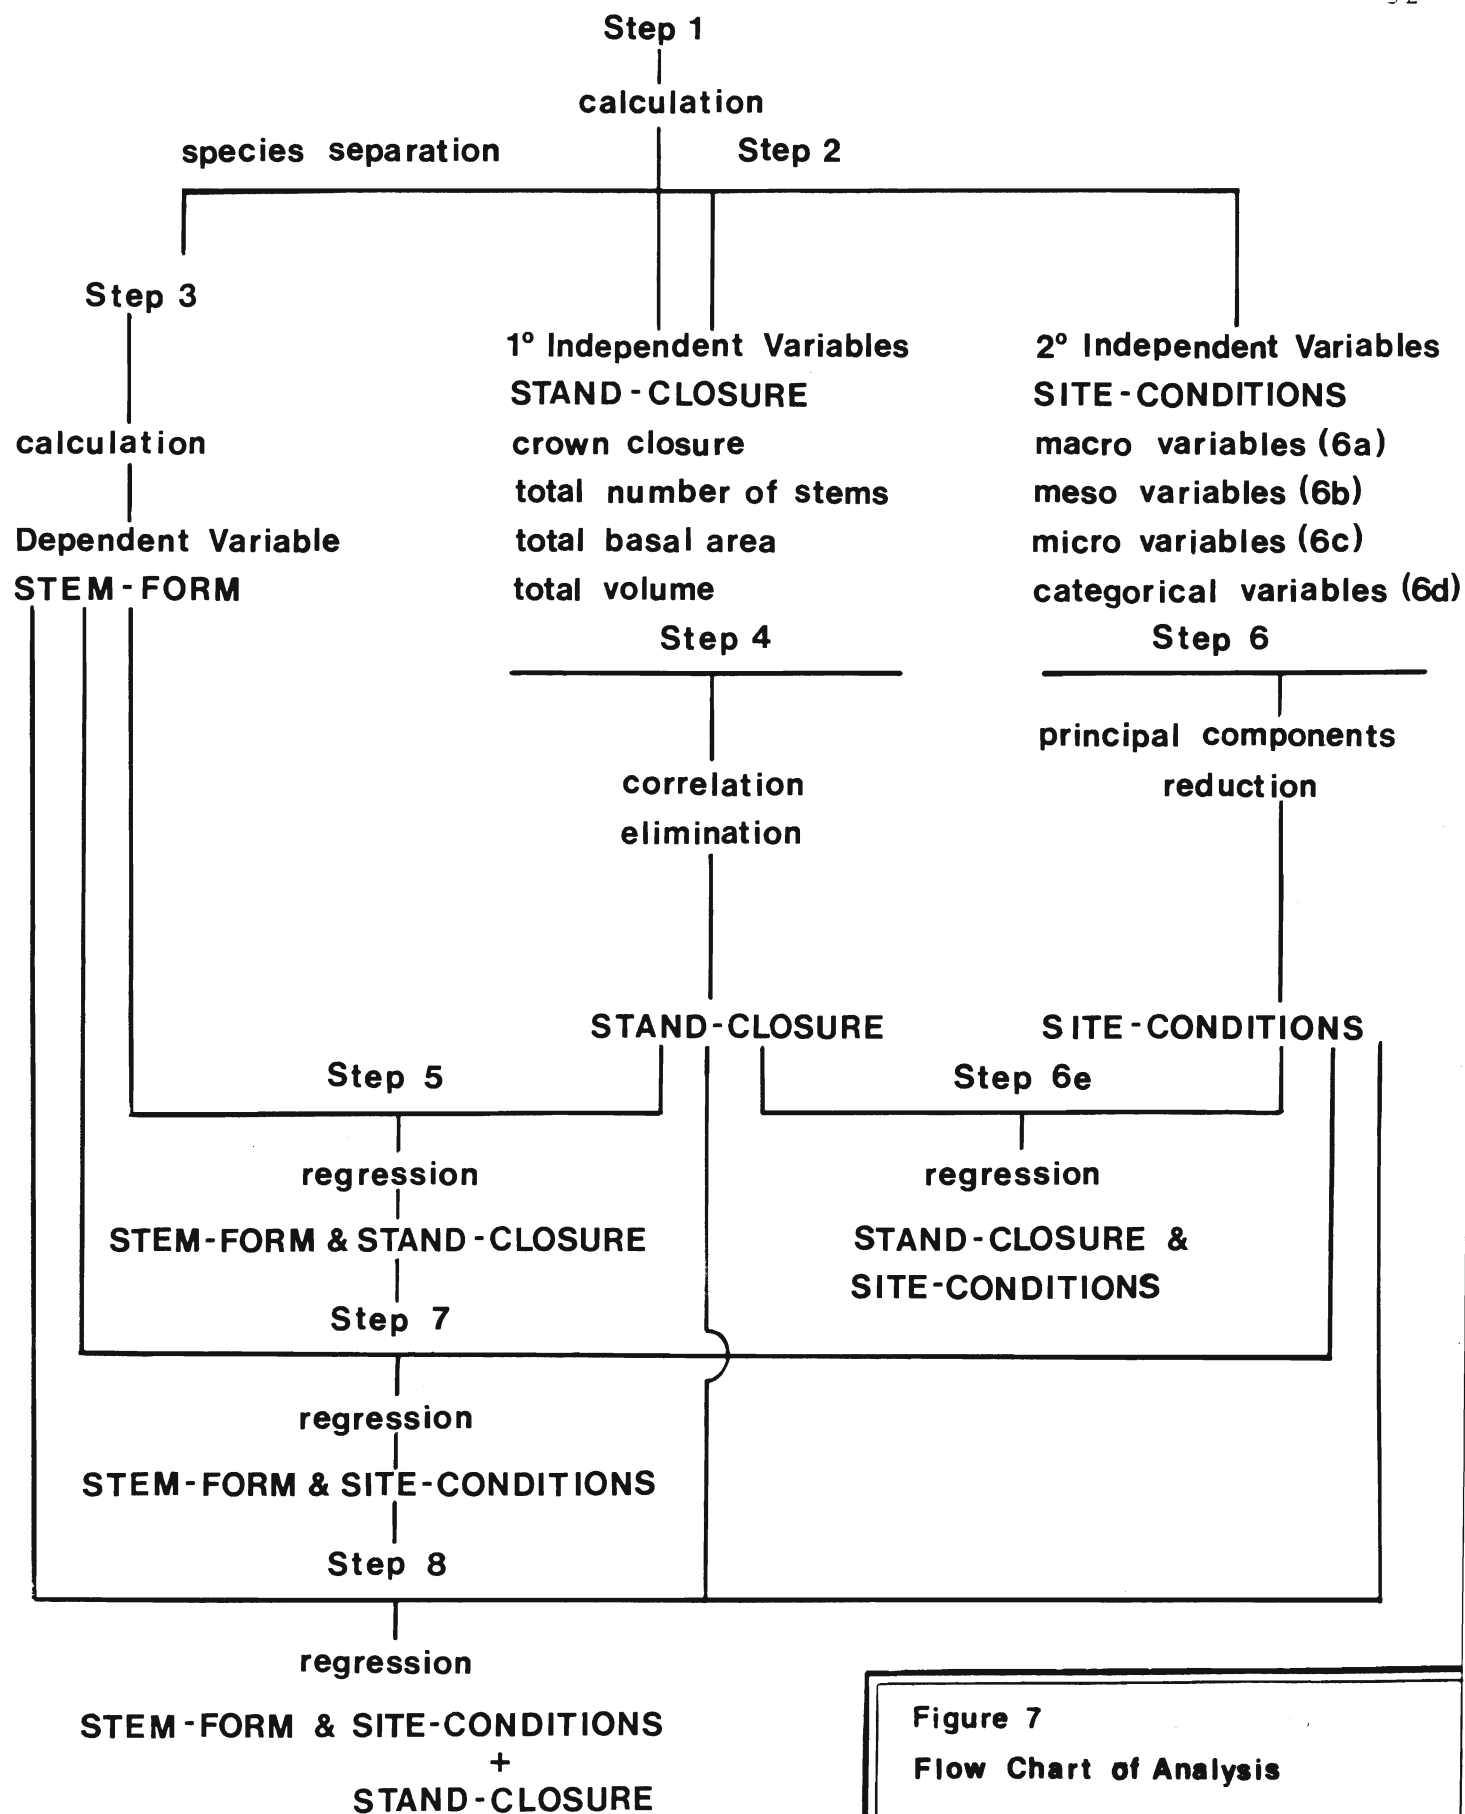 Step 1
calculation
species separation
Step 2
Step 3
calculation
Dependent Variable
STEM-FORM
1° Independent Variables
STAND-CLOSURE
crown closure
total number of stems
total basal area
total volume
Step 4
correlation
elimination
STAND-CLOSURE
2° Independent Variables
SITE-CONDITIONS
macro variables (6a)
meso variables (6b)
micro variables (6c)
categorical variables (6d)
Step 6
principal components
reduction
SITE-CONDITIONS
Step 5
regression
STEM-FORM & STAND-CLOSURE
Step 6e
regression
STAND-CLOSURE &
SITE-CONDITIONS
Step 7
regression
STEM-FORM & SITE-CONDITIONS
Step 8
regression
STEM-FORM & SITE-CONDITIONS
+
STAND-CLOSURE
Figure 7
Flow Chart of Analysis